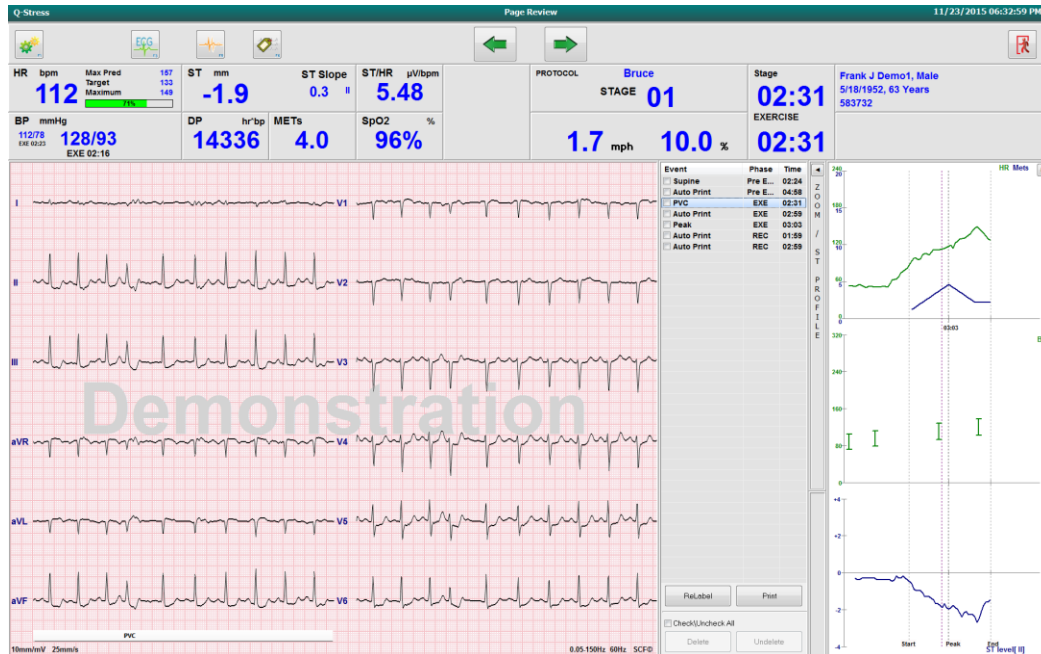 Q-Stress Page Review 11/23/2015 06:32:59 PM
ECG
HR bpm Max Pred 157 ST mm ST Slope ST/HR µV/bpm PROTOCOL Bruce Stage
Target 133
112 Maximum 149 -1.9 0.3 II 5.48 STAGE 01 02:31
71%
Frank J Demo1, Male
5/18/1952, 63 Years
583732
BP mmHg DP hr*bp METs SpO2 % EXERCISE
112/78 128/93 14336 4.0 96% 1.7 mph 10.0 % 02:31
EXE 02:23 EXE 02:16
I V1
II V2
III V3
aVR V4
aVL V5
aVF V6
Demonstration
PVC
10mm/mV 25mm/s 0.05-150Hz 60Hz SCF©
Event Phase Time
Supine Pre E... 02:24
Auto Print Pre E... 04:58
PVC EXE 02:31
Auto Print EXE 02:59
Peak EXE 03:03
Auto Print REC 01:59
Auto Print REC 02:59
ReLabel Print
Check\Uncheck All
Delete Undelete
ZOOM / ST PROFILE
HR Mets
240
20
180
15
120
10
60
5
0
0
03:03
320
B
240
160
80
0
+4
+2
0
-2
-4
Start Peak End
ST level[ II]